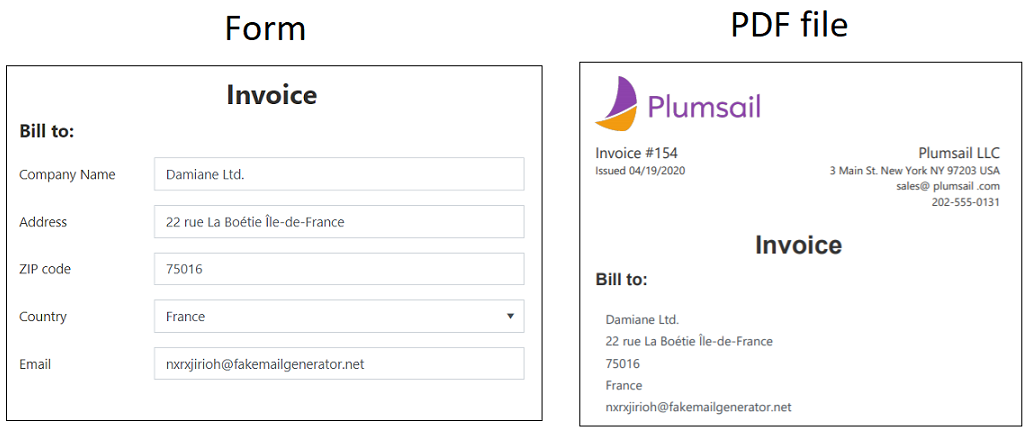 Form
Invoice
Bill to:
Company Name Damiane Ltd.
Address 22 rue La Boétie Île-de-France
ZIP code 75016
Country France
Email nxrxjirioh@fakemailgenerator.net
PDF file
Plumsail
Invoice #154 Plumsail LLC
Issued 04/19/2020 3 Main St. New York NY 97203 USA
sales@ plumsail .com
202-555-0131
Invoice
Bill to:
Damiane Ltd.
22 rue La Boétie Île-de-France
75016
France
nxrxjirioh@fakemailgenerator.net